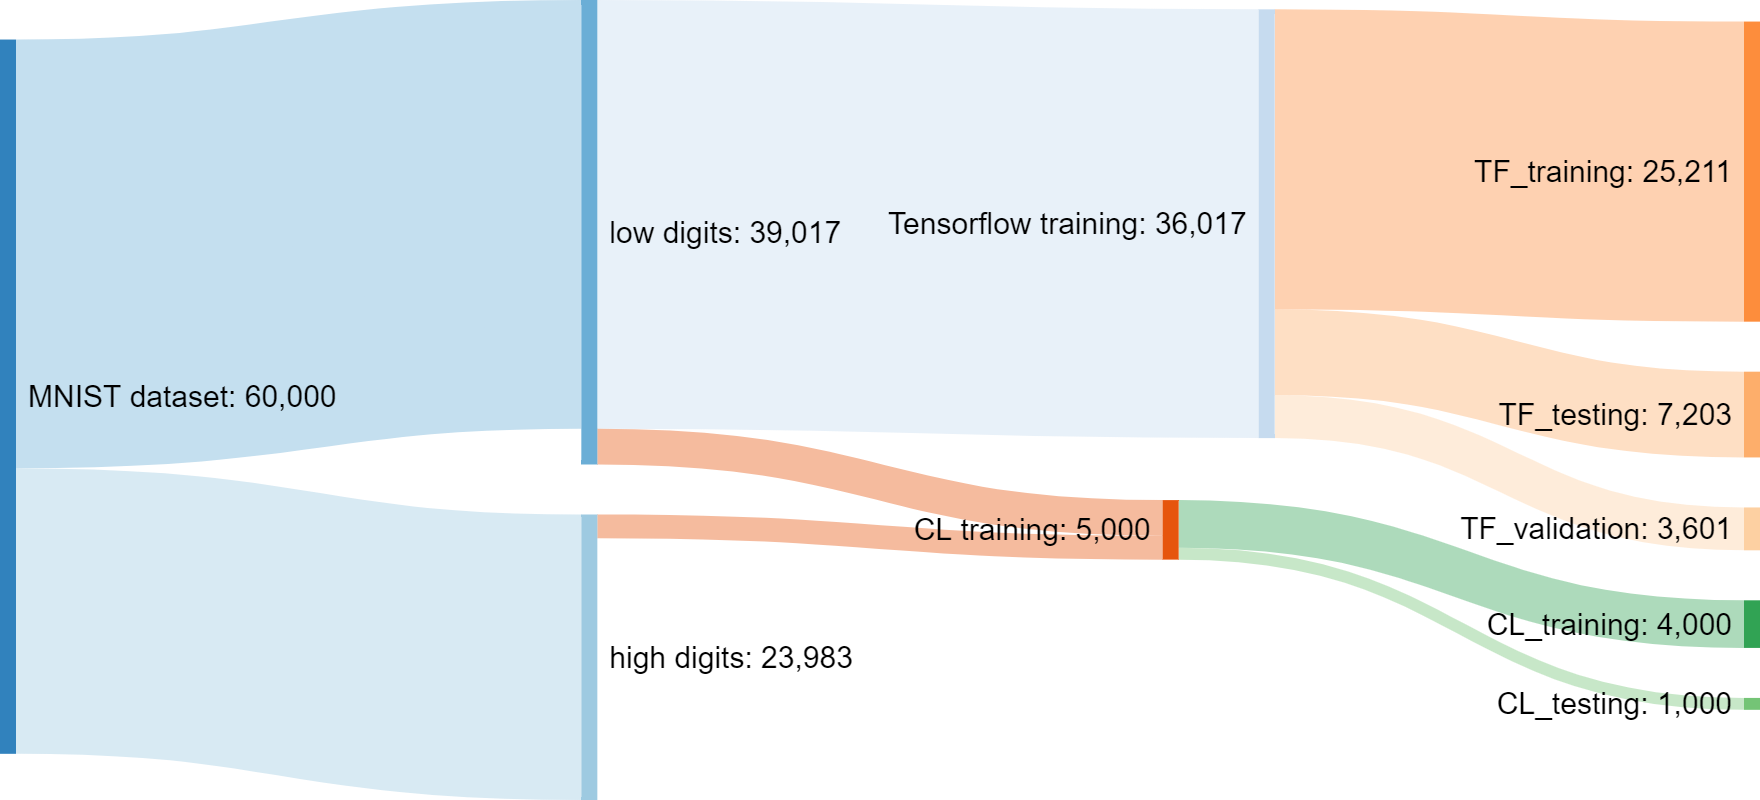 MNIST dataset: 60,000
low digits: 39,017
high digits: 23,983
Tensorflow training: 36,017
CL training: 5,000
TF_training: 25,211
TF_testing: 7,203
TF_validation: 3,601
CL_training: 4,000
CL_testing: 1,000